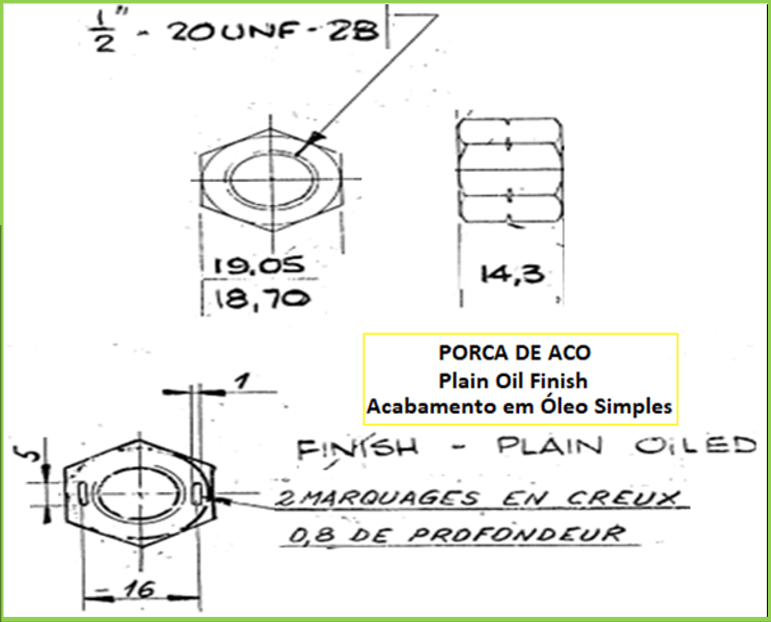 1/2" - 20UNF - 2B
19.05
18,70
14,3
PORCA DE ACO
Plain Oil Finish
Acabamento em Óleo Simples
1
5
FINISH - PLAIN OILED
2 MARQUAGES EN CREUX
0,8 DE PROFONDEUR
16